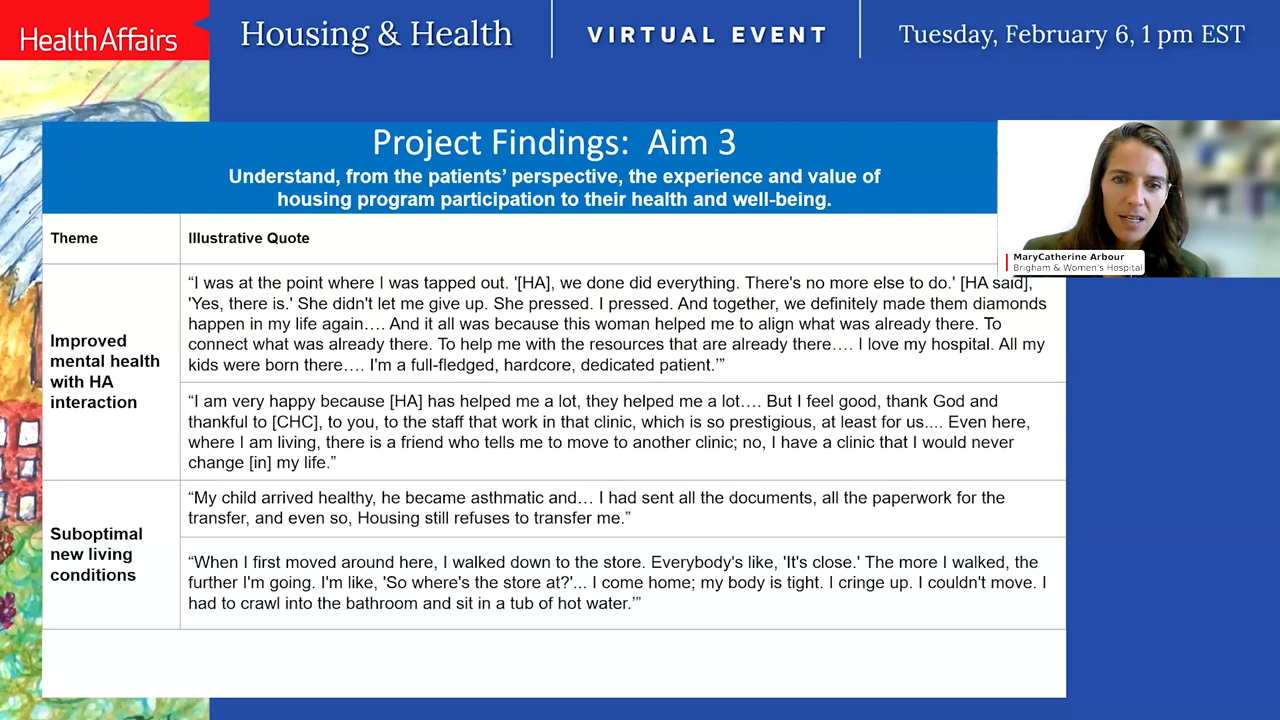 HealthAffairs
Housing & Health
VIRTUAL EVENT
Tuesday, February 6, 1 pm EST
Project Findings: Aim 3
Understand, from the patients’ perspective, the experience and value of
housing program participation to their health and well-being.
MaryCatherine Arbour
Brigham & Women's Hospital
Theme
Illustrative Quote
Improved
mental health
with HA
interaction
“I was at the point where I was tapped out. '[HA], we done did everything. There's no more else to do.' [HA said],
'Yes, there is.' She didn't let me give up. She pressed. I pressed. And together, we definitely made them diamonds
happen in my life again…. And it all was because this woman helped me to align what was already there. To
connect what was already there. To help me with the resources that are already there…. I love my hospital. All my
kids were born there…. I'm a full-fledged, hardcore, dedicated patient.’”
“I am very happy because [HA] has helped me a lot, they helped me a lot…. But I feel good, thank God and
thankful to [CHC], to you, to the staff that work in that clinic, which is so prestigious, at least for us.... Even here,
where I am living, there is a friend who tells me to move to another clinic; no, I have a clinic that I would never
change [in] my life.”
Suboptimal
new living
conditions
“My child arrived healthy, he became asthmatic and… I had sent all the documents, all the paperwork for the
transfer, and even so, Housing still refuses to transfer me.”
“When I first moved around here, I walked down to the store. Everybody's like, 'It's close.' The more I walked, the
further I'm going. I'm like, 'So where's the store at?'... I come home; my body is tight. I cringe up. I couldn't move. I
had to crawl into the bathroom and sit in a tub of hot water.’”